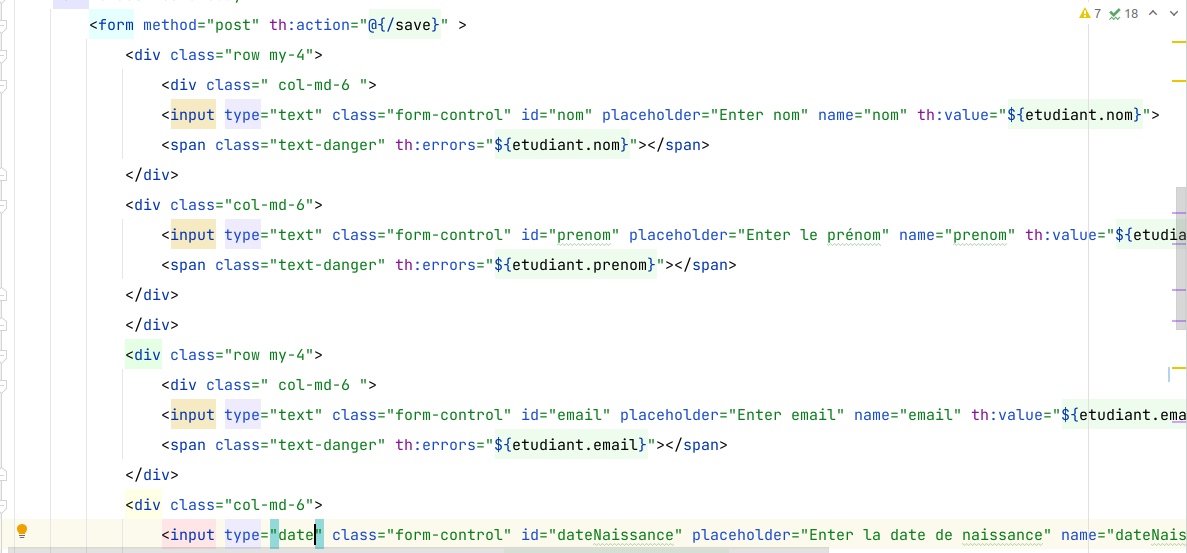 7 18
<form method="post" th:action="@{/save}" >
<div class="row my-4">
<div class=" col-md-6 ">
<input type="text" class="form-control" id="nom" placeholder="Enter nom" name="nom" th:value="${etudiant.nom}">
<span class="text-danger" th:errors="${etudiant.nom}"></span>
</div>
<div class="col-md-6">
<input type="text" class="form-control" id="prenom" placeholder="Enter le prénom" name="prenom" th:value="${etudia
<span class="text-danger" th:errors="${etudiant.prenom}"></span>
</div>
</div>
<div class="row my-4">
<div class=" col-md-6 ">
<input type="text" class="form-control" id="email" placeholder="Enter email" name="email" th:value="${etudiant.ema
<span class="text-danger" th:errors="${etudiant.email}"></span>
</div>
<div class="col-md-6">
<input type="date" class="form-control" id="dateNaissance" placeholder="Enter la date de naissance" name="dateNais